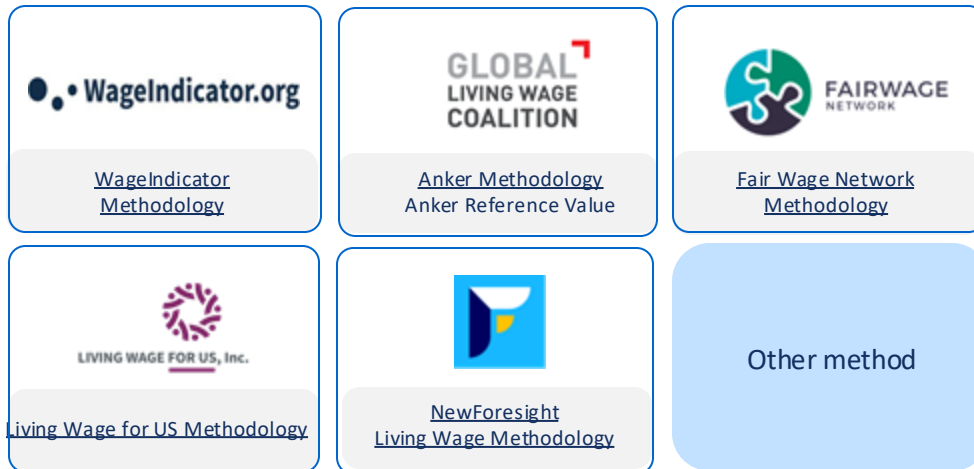 WageIndicator.org
WageIndicator
Methodology
GLOBAL
LIVING WAGE
COALITION
Anker Methodology
Anker Reference Value
FAIRWAGE
NETWORK
Fair Wage Network
Methodology
LIVING WAGE FOR US, Inc.
Living Wage for US Methodology
NewForesight
Living Wage Methodology
Other method